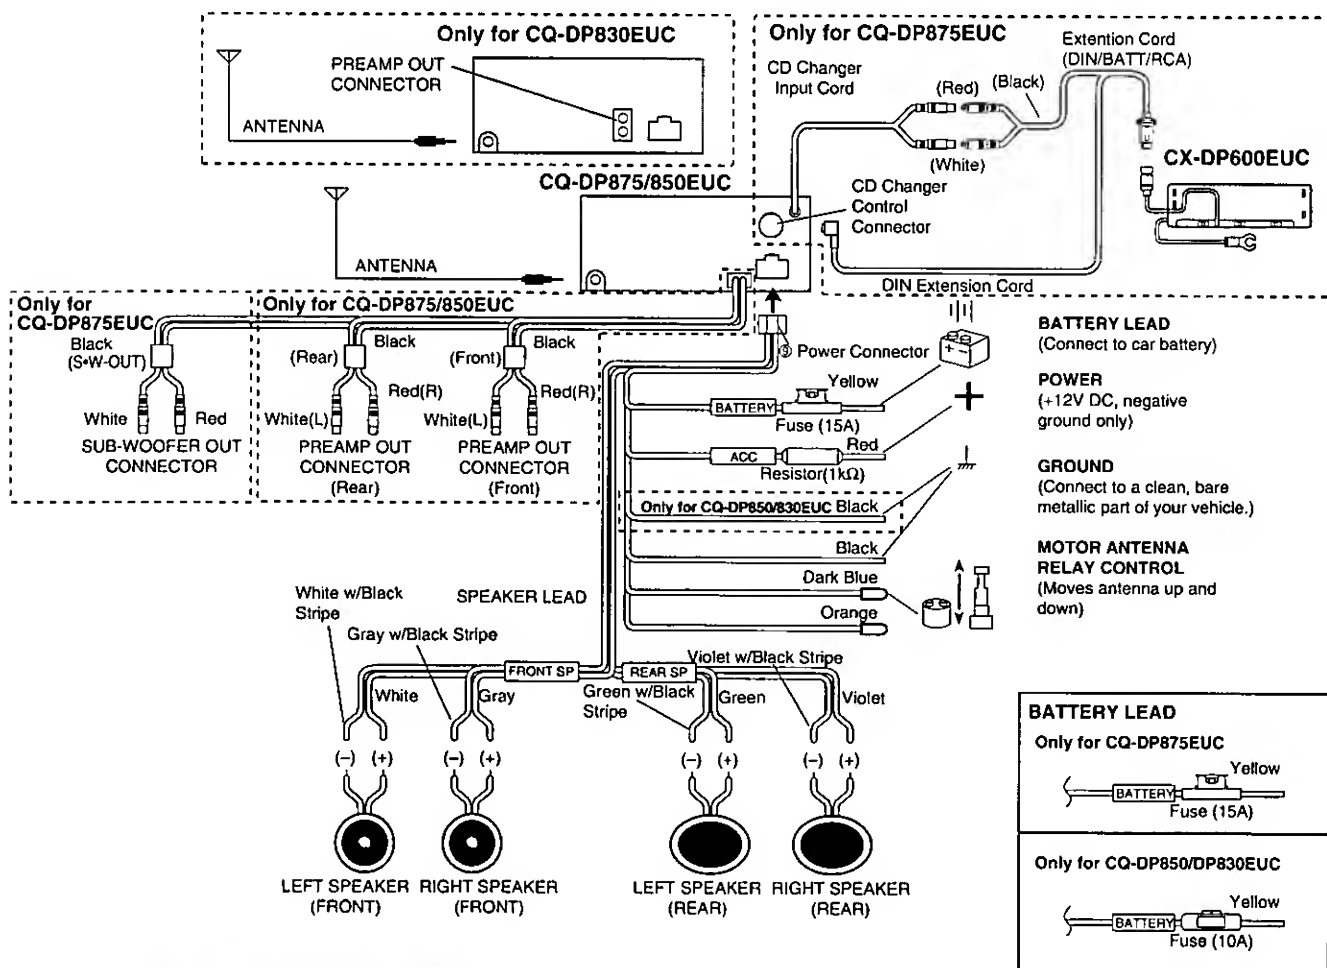 Only for CQ-DP830EUC
PREAMP OUT
CONNECTOR
ANTENNA
Only for CQ-DP875EUC
CD Changer
Input Cord
(Red)
(Black)
(White)
Extention Cord
(DIN/BATT/RCA)
CX-DP600EUC
CD Changer
Control
Connector
DIN Extension Cord
CQ-DP875/850EUC
ANTENNA
Only for
CQ-DP875EUC
Black
(S•W-OUT)
White
Red
SUB-WOOFER OUT
CONNECTOR
Only for CQ-DP875/850EUC
(Rear)
Black
Red(R)
White(L)
PREAMP OUT
CONNECTOR
(Rear)
(Front)
Black
Red(R)
White(L)
PREAMP OUT
CONNECTOR
(Front)
⑨ Power Connector
Yellow
BATTERY
Fuse (15A)
Red
ACC
Resistor(1kΩ)
Only for CQ-DP850/830EUC Black
Black
Dark Blue
Orange
BATTERY LEAD
(Connect to car battery)
POWER
(+12V DC, negative
ground only)
GROUND
(Connect to a clean, bare
metallic part of your vehicle.)
MOTOR ANTENNA
RELAY CONTROL
(Moves antenna up and
down)
SPEAKER LEAD
White w/Black
Stripe
Gray w/Black Stripe
FRONT SP
REAR SP
Violet w/Black Stripe
White
Gray
Green w/Black
Stripe
Green
Violet
(−) (+)
(−) (+)
(−) (+)
(−) (+)
LEFT SPEAKER
(FRONT)
RIGHT SPEAKER
(FRONT)
LEFT SPEAKER
(REAR)
RIGHT SPEAKER
(REAR)
BATTERY LEAD
Only for CQ-DP875EUC
Yellow
BATTERY
Fuse (15A)
Only for CQ-DP850/DP830EUC
Yellow
BATTERY
Fuse (10A)